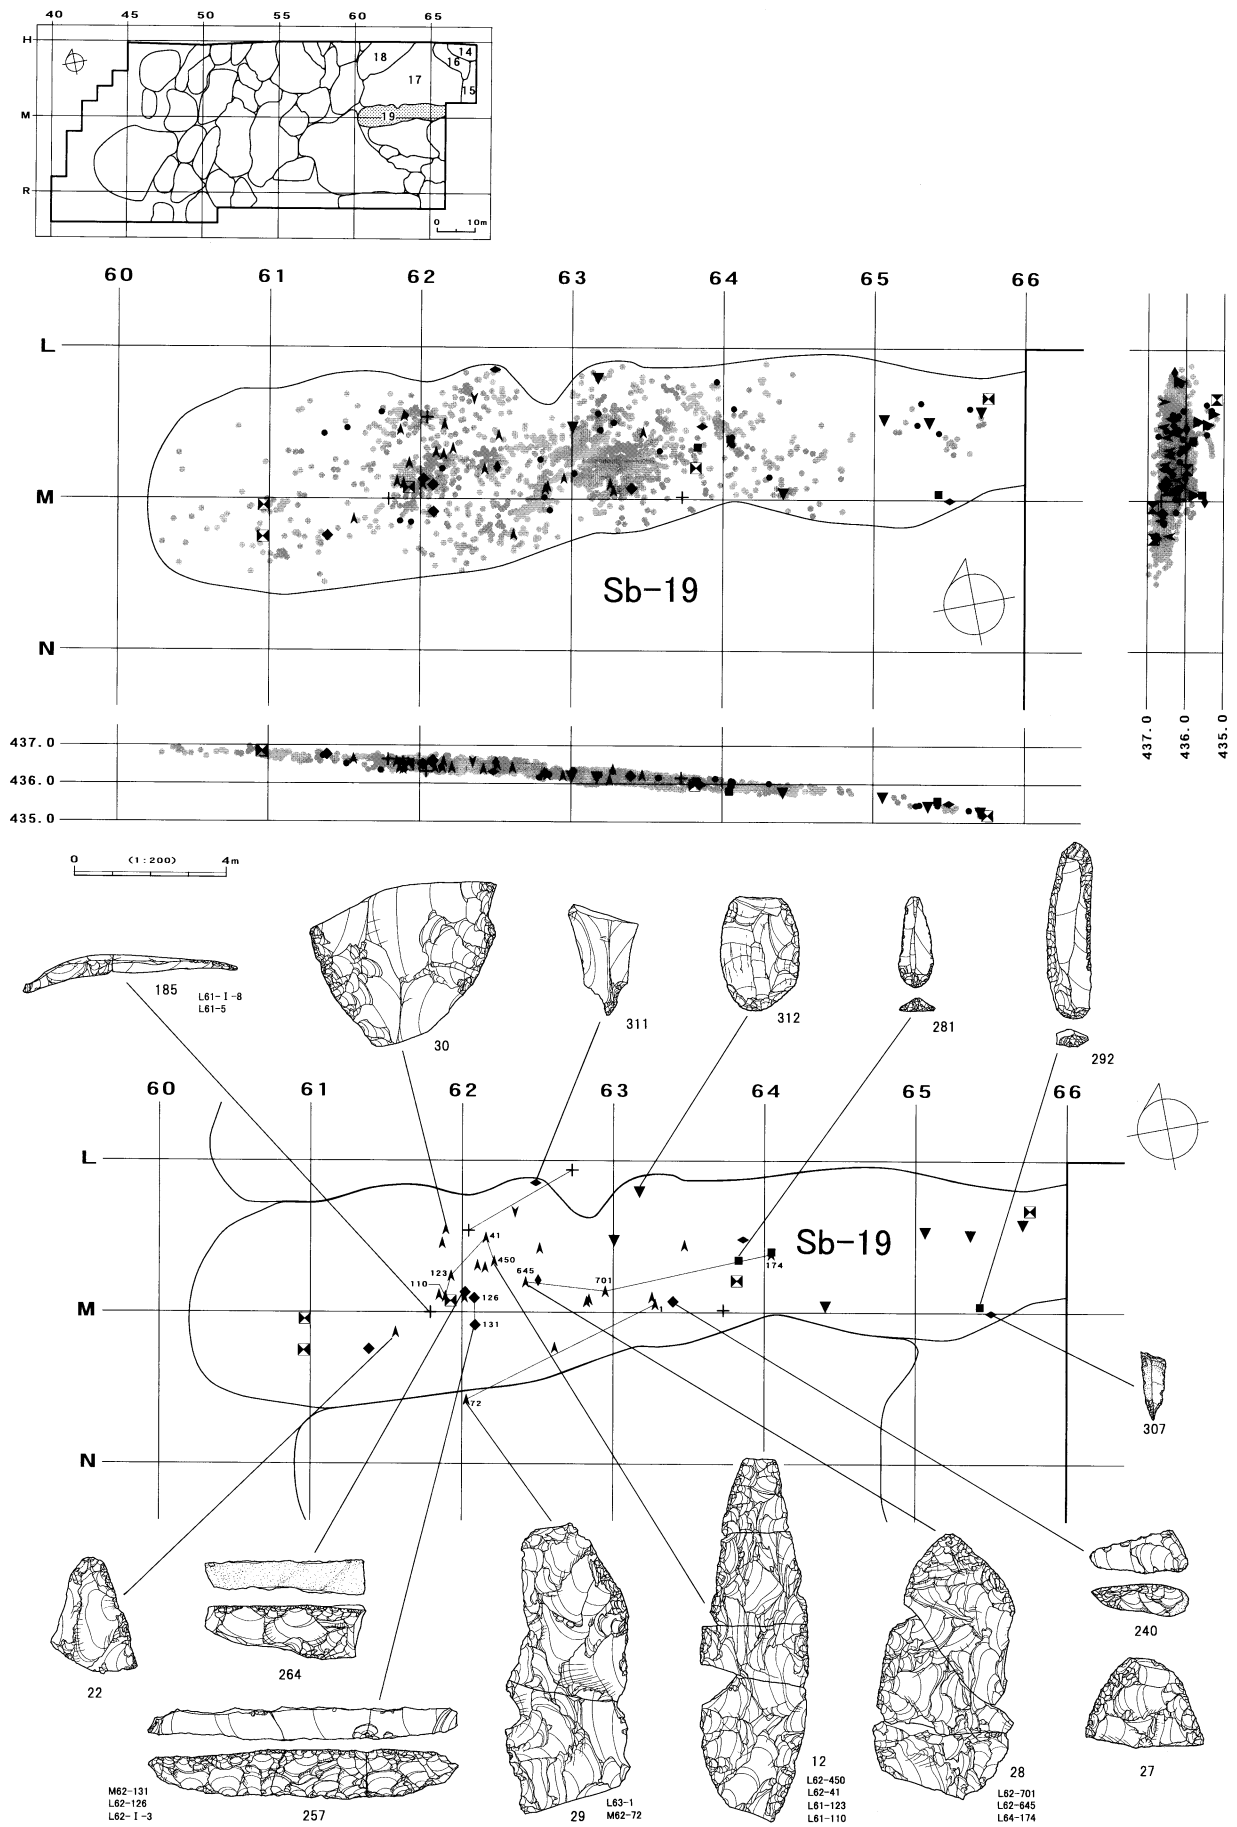 40 45 50 55 60 65
H
18
14
16
17
15
M
19
R
0 10m
60 61 62 63 64 65 66
L
M
Sb-19
N
437.0
436.0
435.0
437.0
436.0
435.0
0 (1:200) 4m
185
L61-I-8
L61-5
30
311
312
281
292
60 61 62 63 64 65 66
L
41
Sb-19
450
123
645
701
174
110
126
M
1
131
72
307
N
22
264
240
M62-131
L62-126
L62-I-3
257
29
L63-1
M62-72
12
L62-450
L62-41
L61-123
L61-110
28
L62-701
L62-645
L64-174
27